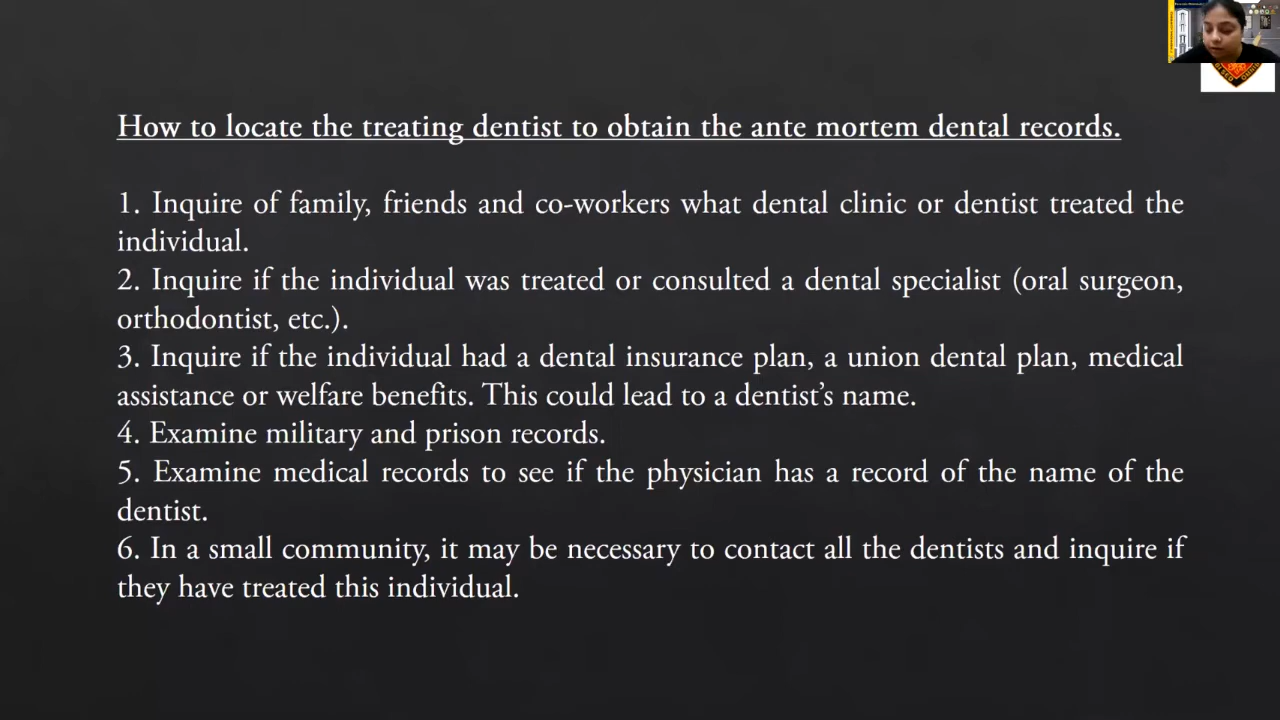 How to locate the treating dentist to obtain the ante mortem dental records.
1. Inquire of family, friends and co-workers what dental clinic or dentist treated the
individual.
2. Inquire if the individual was treated or consulted a dental specialist (oral surgeon,
orthodontist, etc.).
3. Inquire if the individual had a dental insurance plan, a union dental plan, medical
assistance or welfare benefits. This could lead to a dentist’s name.
4. Examine military and prison records.
5. Examine medical records to see if the physician has a record of the name of the
dentist.
6. In a small community, it may be necessary to contact all the dentists and inquire if
they have treated this individual.